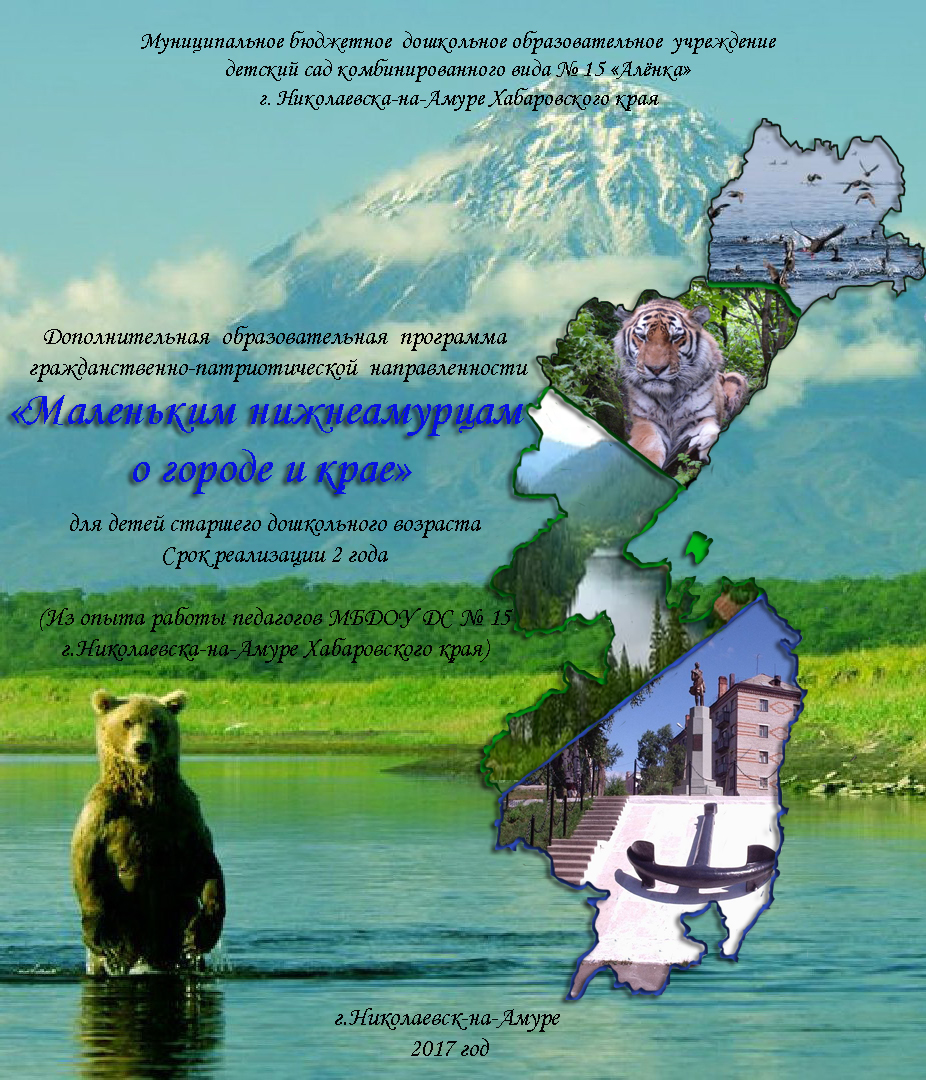 Муниципальное бюджетное дошкольное образовательное учреждение
детский сад комбинированного вида № 15 «Алёнка»
г. Николаевска-на-Амуре Хабаровского края
Дополнительная образовательная программа
гражданственно-патриотической направленности
«Маленьким нижнеамурцам
о городе и крае»
для детей старшего дошкольного возраста
Срок реализации 2 года
(Из опыта работы педагогов МБДОУ ДС № 15
г.Николаевска-на-Амуре Хабаровского края)
г.Николаевск-на-Амуре
2017 год